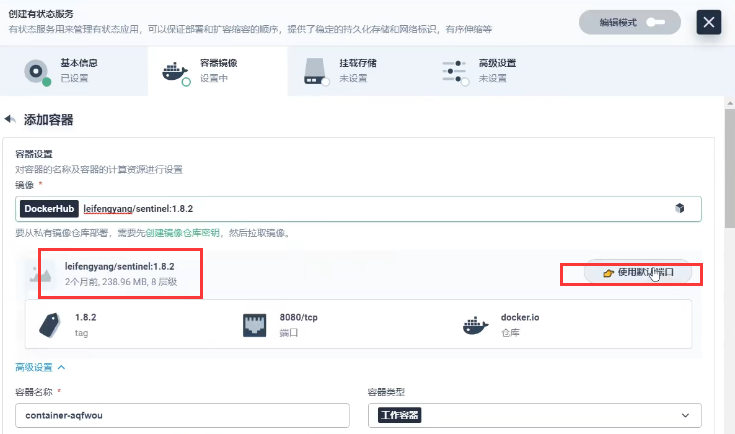 创建有状态服务
有状态服务用来管理有状态应用，可以保证部署和扩容缩容的顺序，提供了稳定的持久化存储和网络标识，有序伸缩等
编辑模式
基本信息
已设置
容器镜像
设置中
挂载存储
未设置
高级设置
未设置
添加容器
容器设置
对容器的名称及容器的计算资源进行设置
镜像 *
DockerHub leifengyang/sentinel:1.8.2
要从私有镜像仓库部署，需要先创建镜像仓库密钥，然后拉取镜像。
leifengyang/sentinel:1.8.2
2个月前, 238.96 MB, 8 层级
使用默认端口
1.8.2
tag
8080/tcp
端口
docker.io
仓库
高级设置
容器名称 *
container-aqfwou
容器类型
工作容器